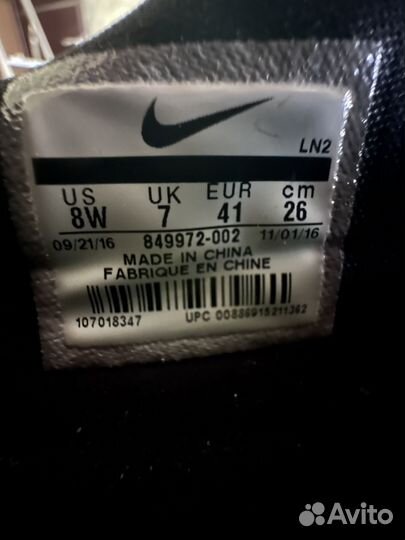 LN2
US UK EUR cm
8W 7 41 26
09/21/16 849972-002 11/01/16
MADE IN CHINA
FABRIQUE EN CHINE
107018347 UPC 00886915211362
Avito